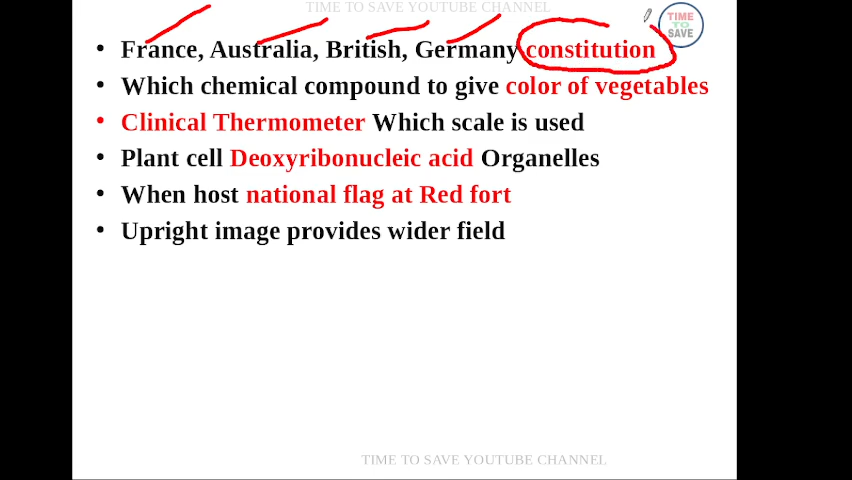 TIME TO SAVE YOUTUBE CHANNEL
TIME
TO
SAVE
• France, Australia, British, Germany constitution
• Which chemical compound to give color of vegetables
• Clinical Thermometer Which scale is used
• Plant cell Deoxyribonucleic acid Organelles
• When host national flag at Red fort
• Upright image provides wider field
TIME TO SAVE YOUTUBE CHANNEL